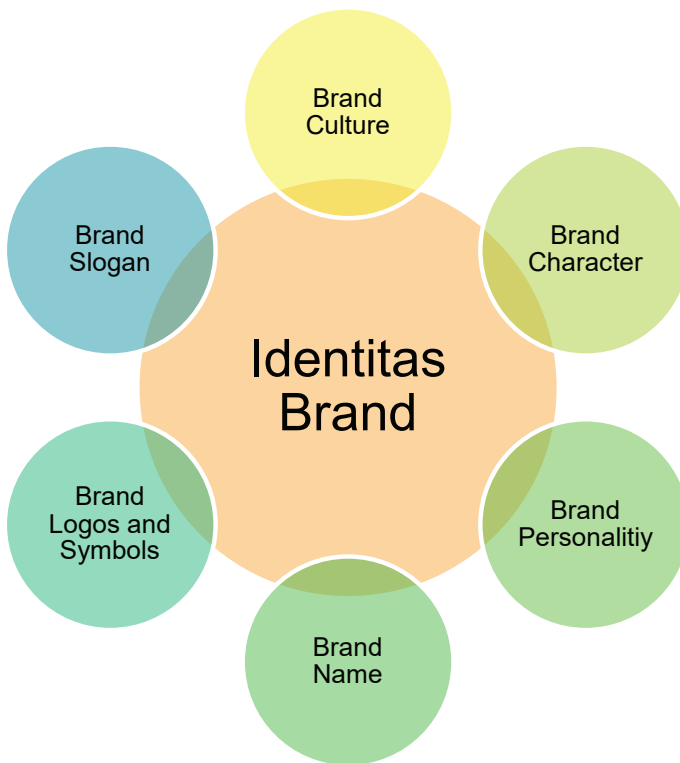 Brand
Culture
Brand
Slogan
Brand
Character
Identitas
Brand
Brand
Logos and
Symbols
Brand
Personalitiy
Brand
Name